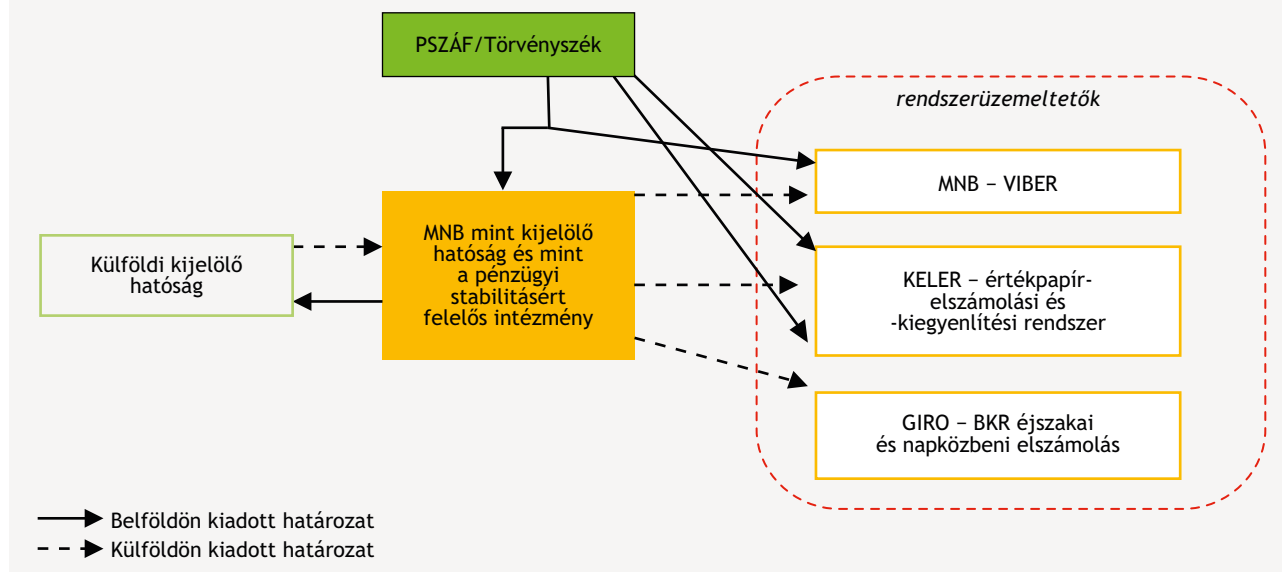 PSZÁF/Törvényszék
rendszerüzemeltetők
MNB – VIBER
MNB mint kijelölő
hatóság és mint
a pénzügyi
stabilitásért
felelős intézmény
Külföldi kijelölő
hatóság
KELER – értékpapír-
elszámolási és
-kiegyenlítési rendszer
GIRO – BKR éjszakai
és napközbeni elszámolás
Belföldön kiadott határozat
Külföldön kiadott határozat